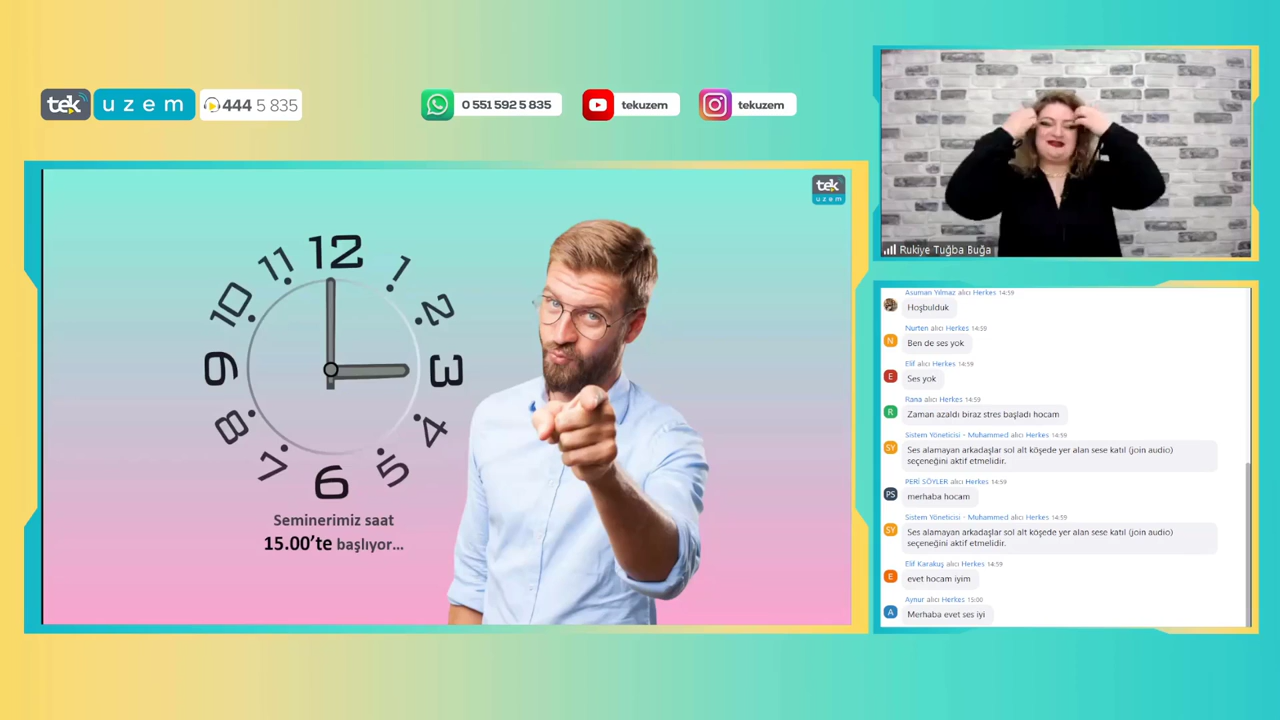 tek uzem 444 5 835
0 551 592 5 835
tekuzem
tekuzem
tek
uzem
12
1
2
3
4
5
6
7
8
9
10
11
Seminerimiz saat
15.00’te başlıyor...
Rukiye Tuğba Buğa
Asuman Yılmaz alıcı Herkes 14:59
Hoşbulduk
Nurten alıcı Herkes 14:59
N
Ben de ses yok
Elif alıcı Herkes 14:59
E
Ses yok
Rana alıcı Herkes 14:59
R
Zaman azaldı biraz stres başladı hocam
Sistem Yöneticisi - Muhammed alıcı Herkes 14:59
SY
Ses alamayan arkadaşlar sol alt köşede yer alan sese katıl (join audio)
seçeneğini aktif etmelidir.
PERİ SÖYLER alıcı Herkes 14:59
PS
merhaba hocam
Sistem Yöneticisi - Muhammed alıcı Herkes 14:59
SY
Ses alamayan arkadaşlar sol alt köşede yer alan sese katıl (join audio)
seçeneğini aktif etmelidir.
Elif Karakuş alıcı Herkes 14:59
E
evet hocam iyim
Aynur alıcı Herkes 15:00
A
Merhaba evet ses iyi